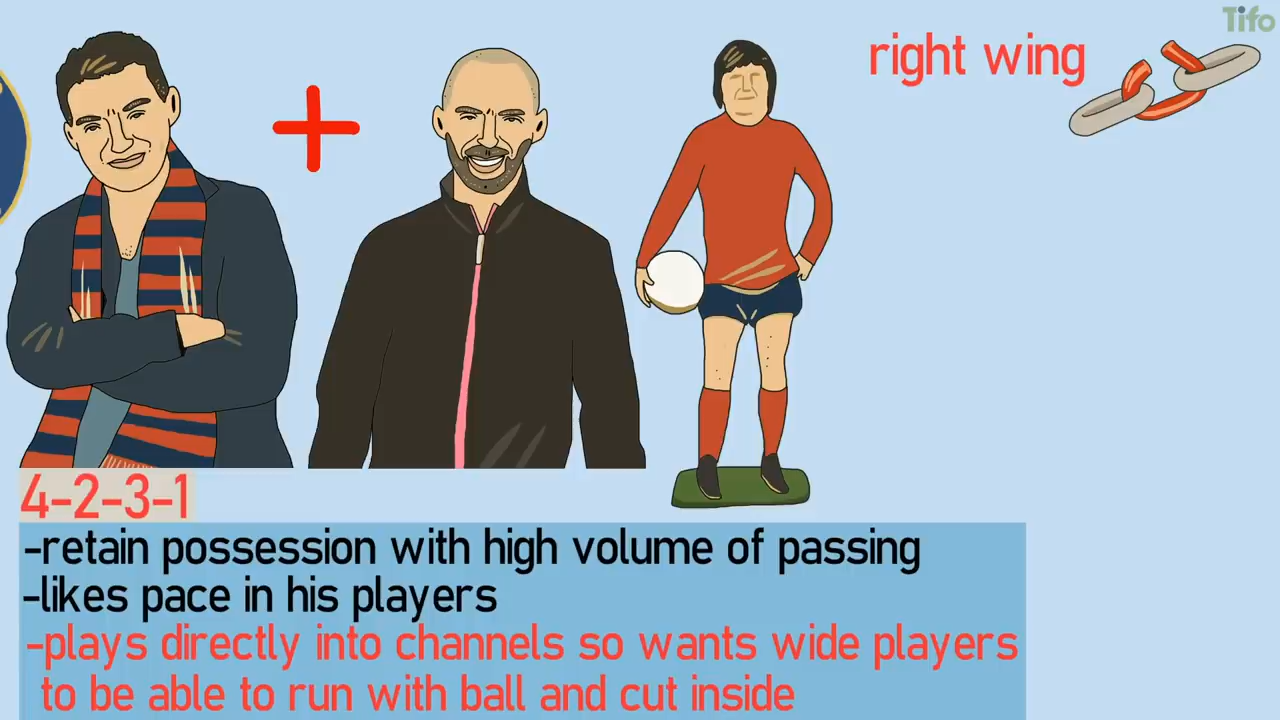 Tifo
right wing
4-2-3-1
-retain possession with high volume of passing
-likes pace in his players
-plays directly into channels so wants wide players
to be able to run with ball and cut inside